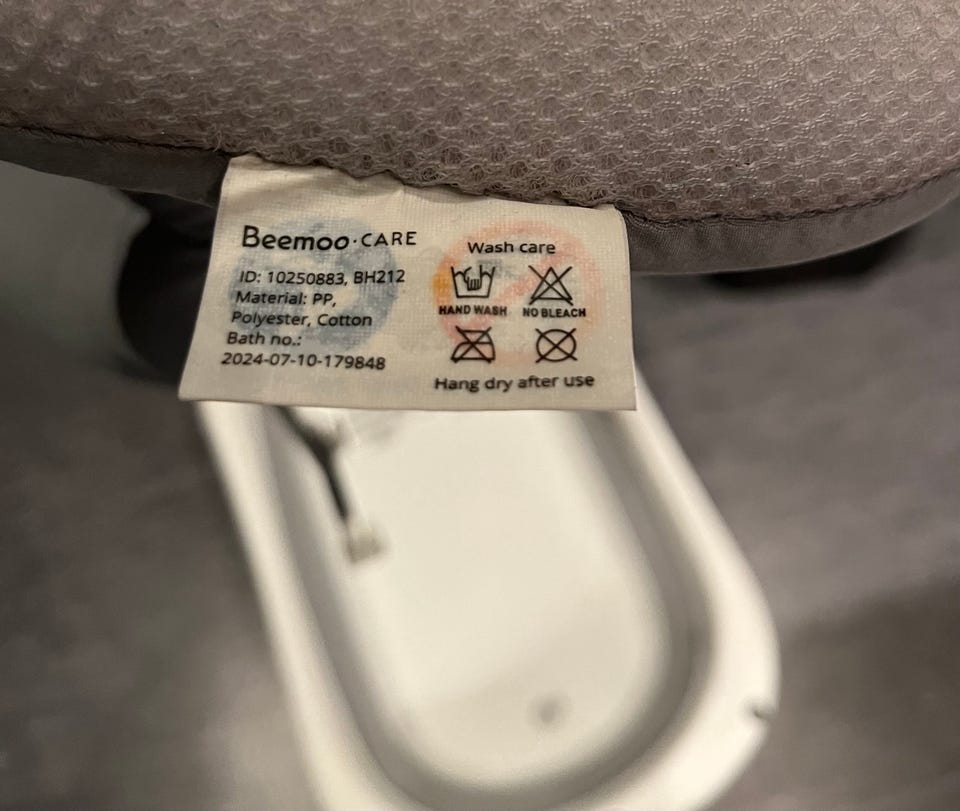 Beemoo·CARE
ID: 10250883, BH212
Material: PP,
Polyester, Cotton
Bath no.:
2024-07-10-179848
Wash care
HAND WASH NO BLEACH
Hang dry after use